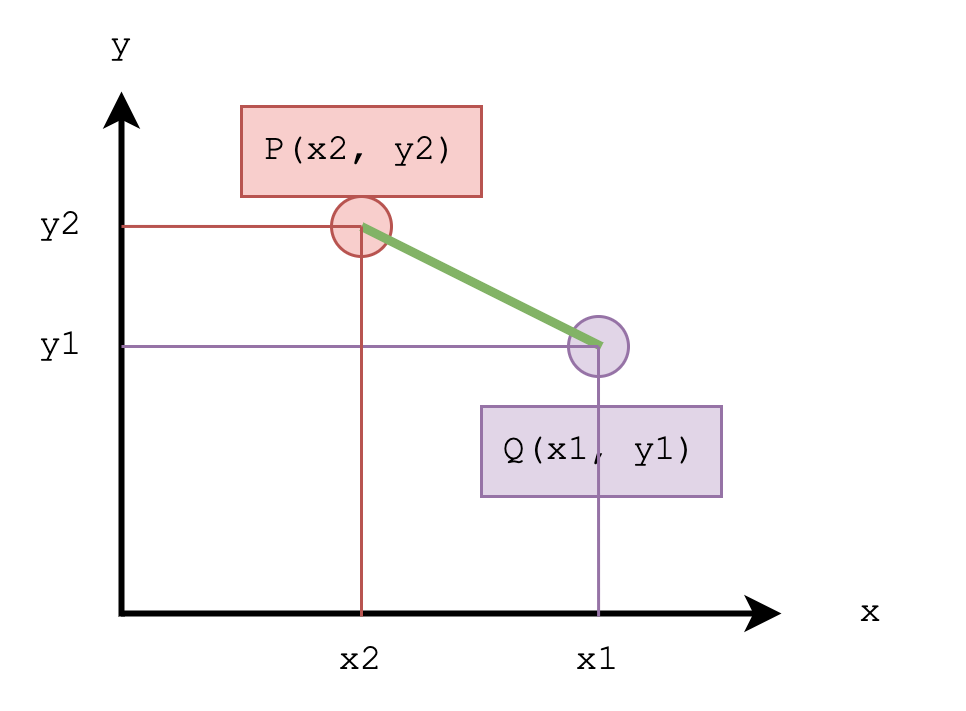 y
P(x2, y2)
y2
y1
Q(x1, y1)
x
x2
x1